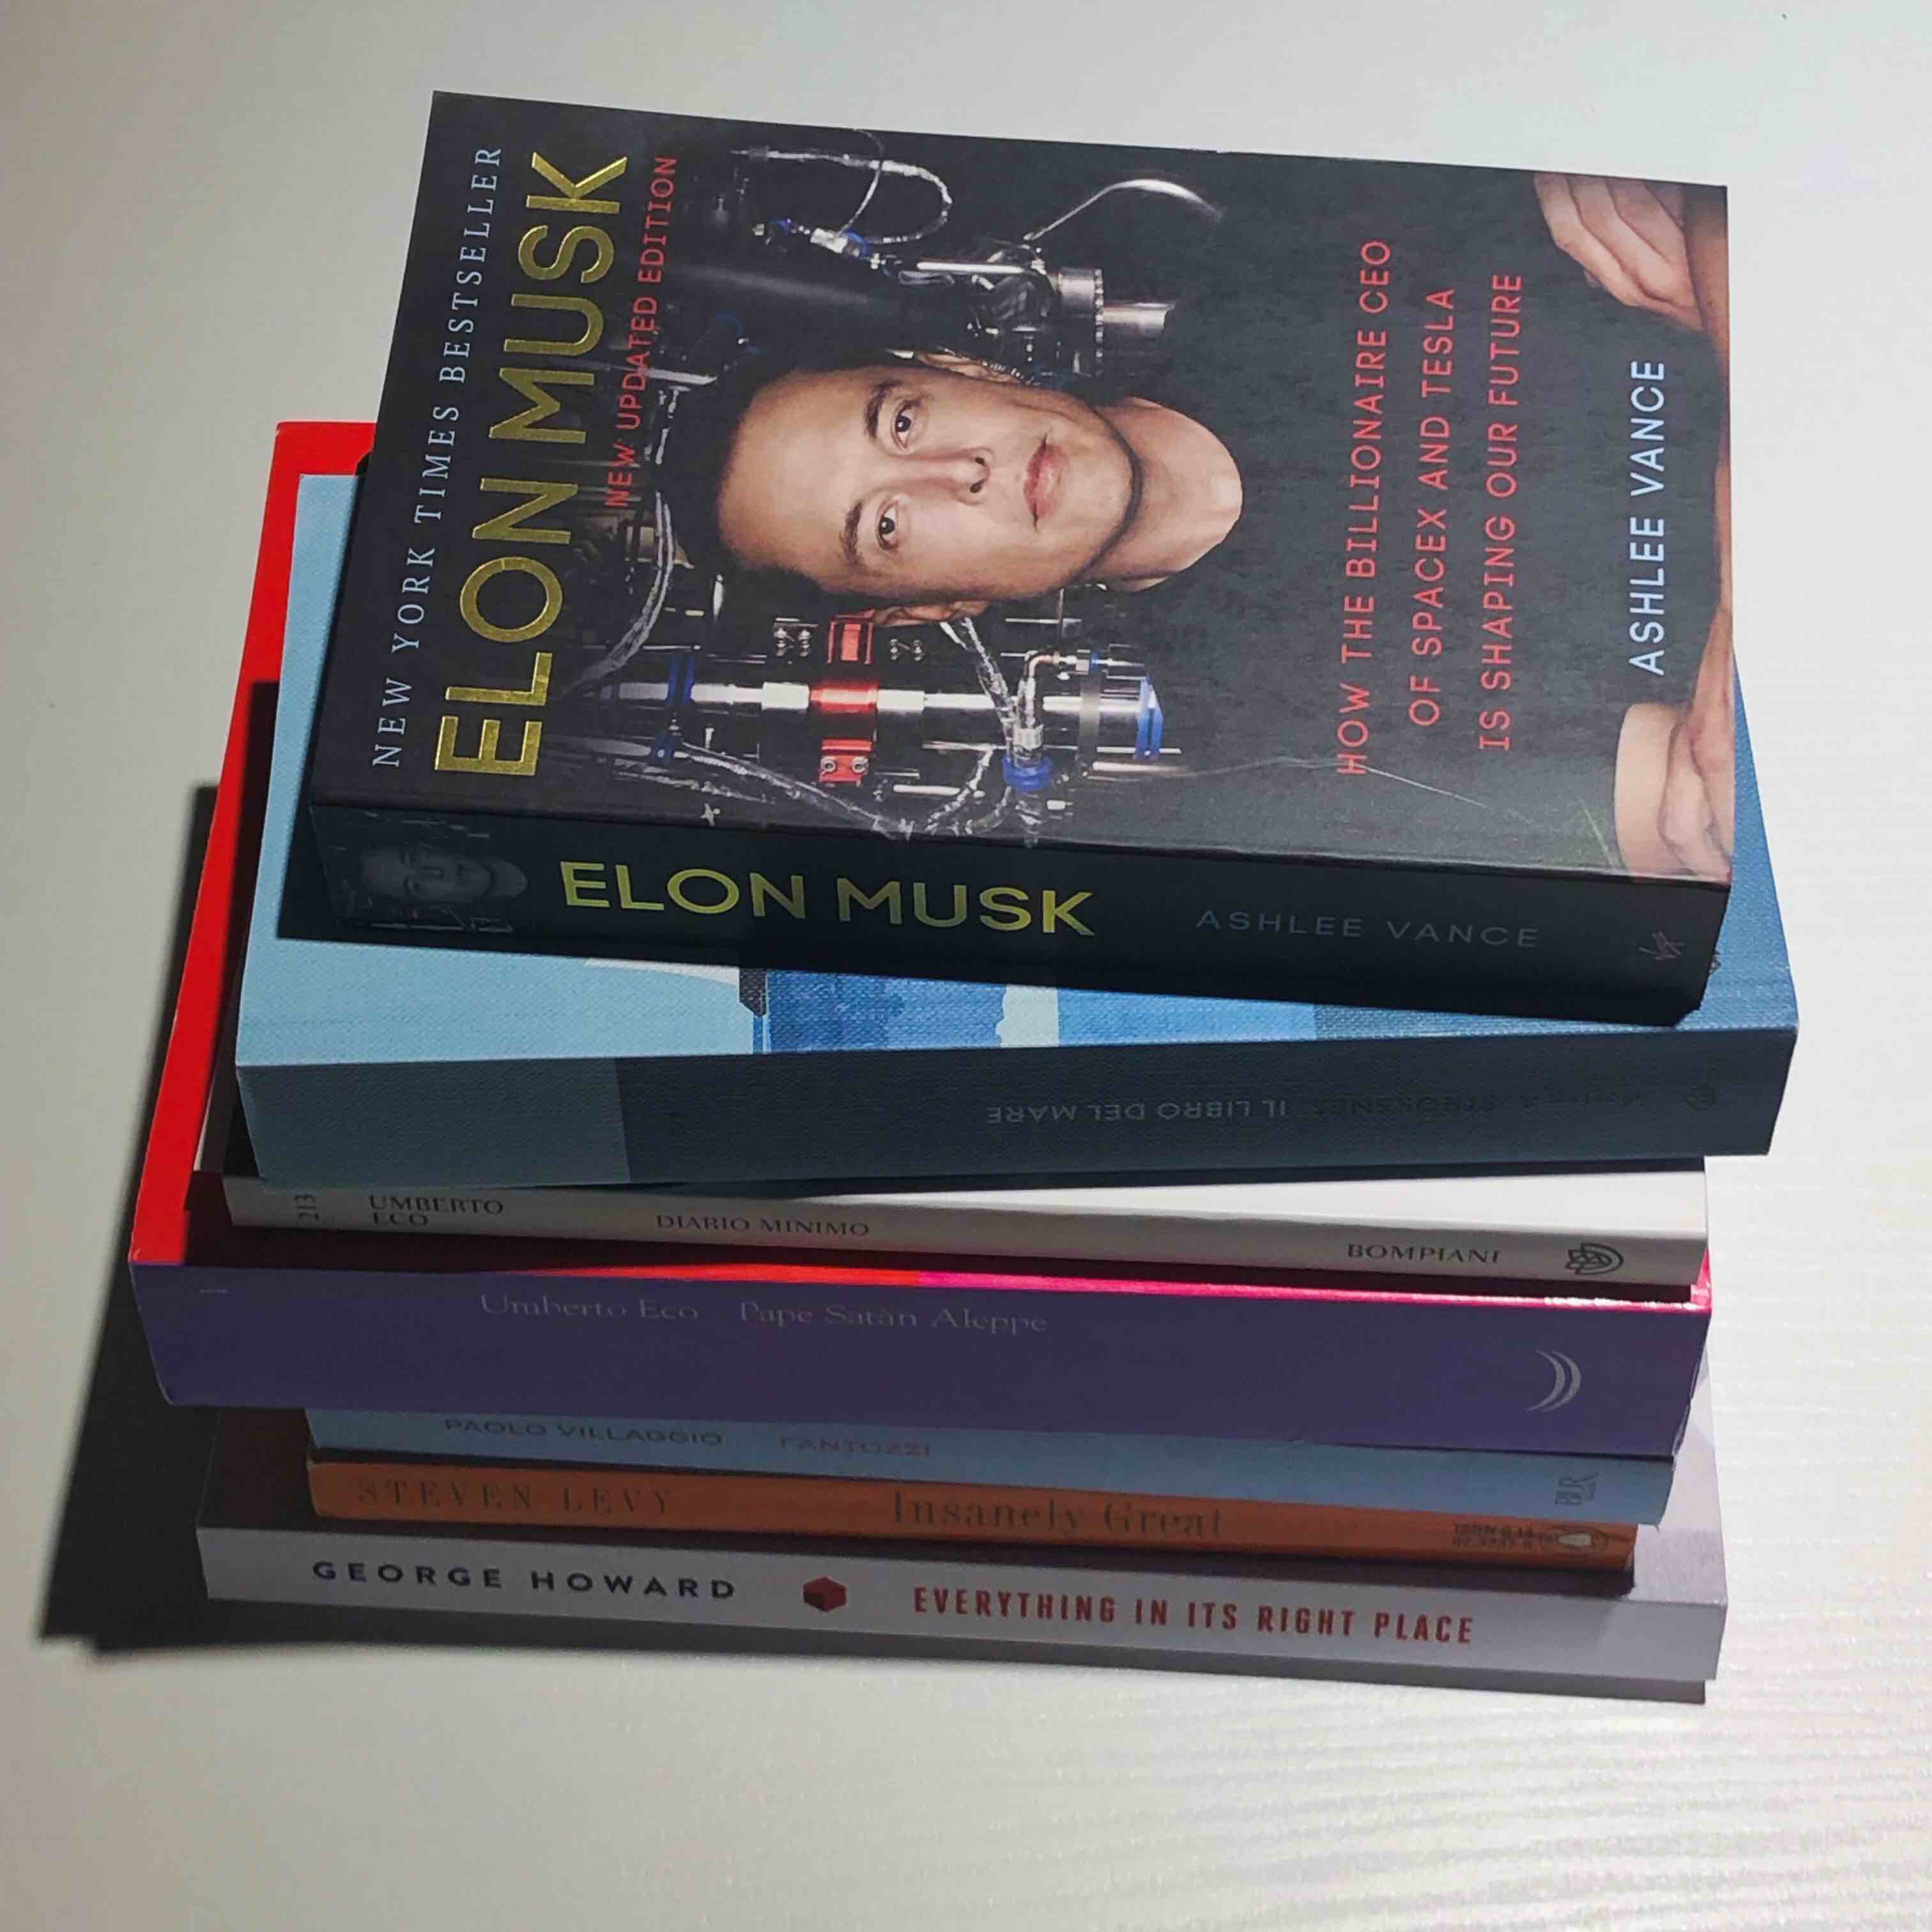 NEW YORK TIMES BESTSELLER
ELON MUSK
NEW UPDATED EDITION
HOW THE BILLIONAIRE CEO
OF SPACEX AND TESLA
IS SHAPING OUR FUTURE
ASHLEE VANCE
ELON MUSK ASHLEE VANCE
STRØKSNES IL LIBRO DEL MARE
213
UMBERTO
ECO
DIARIO MINIMO
BOMPIANI
Umberto Eco Pape Satàn Aleppe
PAOLO VILLAGGIO FANTOZZI
BUR
STEVEN LEVY Insanely Great
GEORGE HOWARD EVERYTHING IN ITS RIGHT PLACE